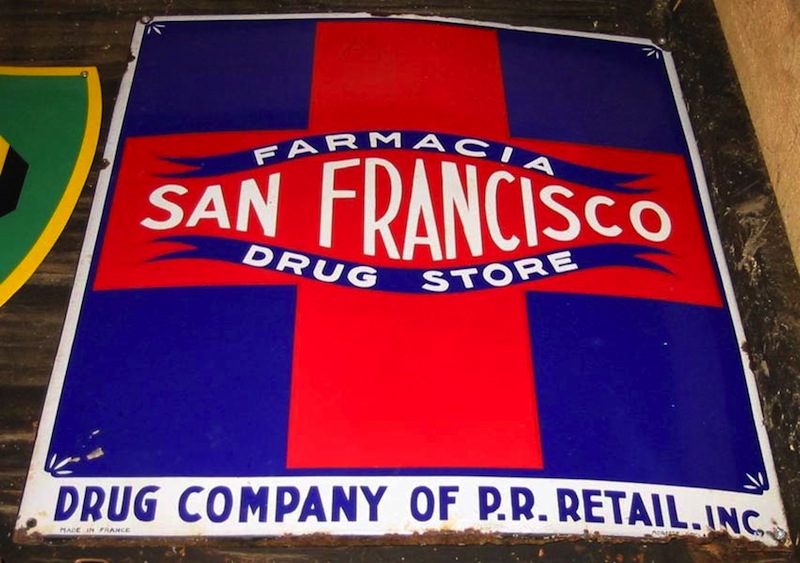 FARMACIA
SAN FRANCISCO
DRUG STORE
DRUG COMPANY OF P.R. RETAIL. INC.
MADE IN FRANCE